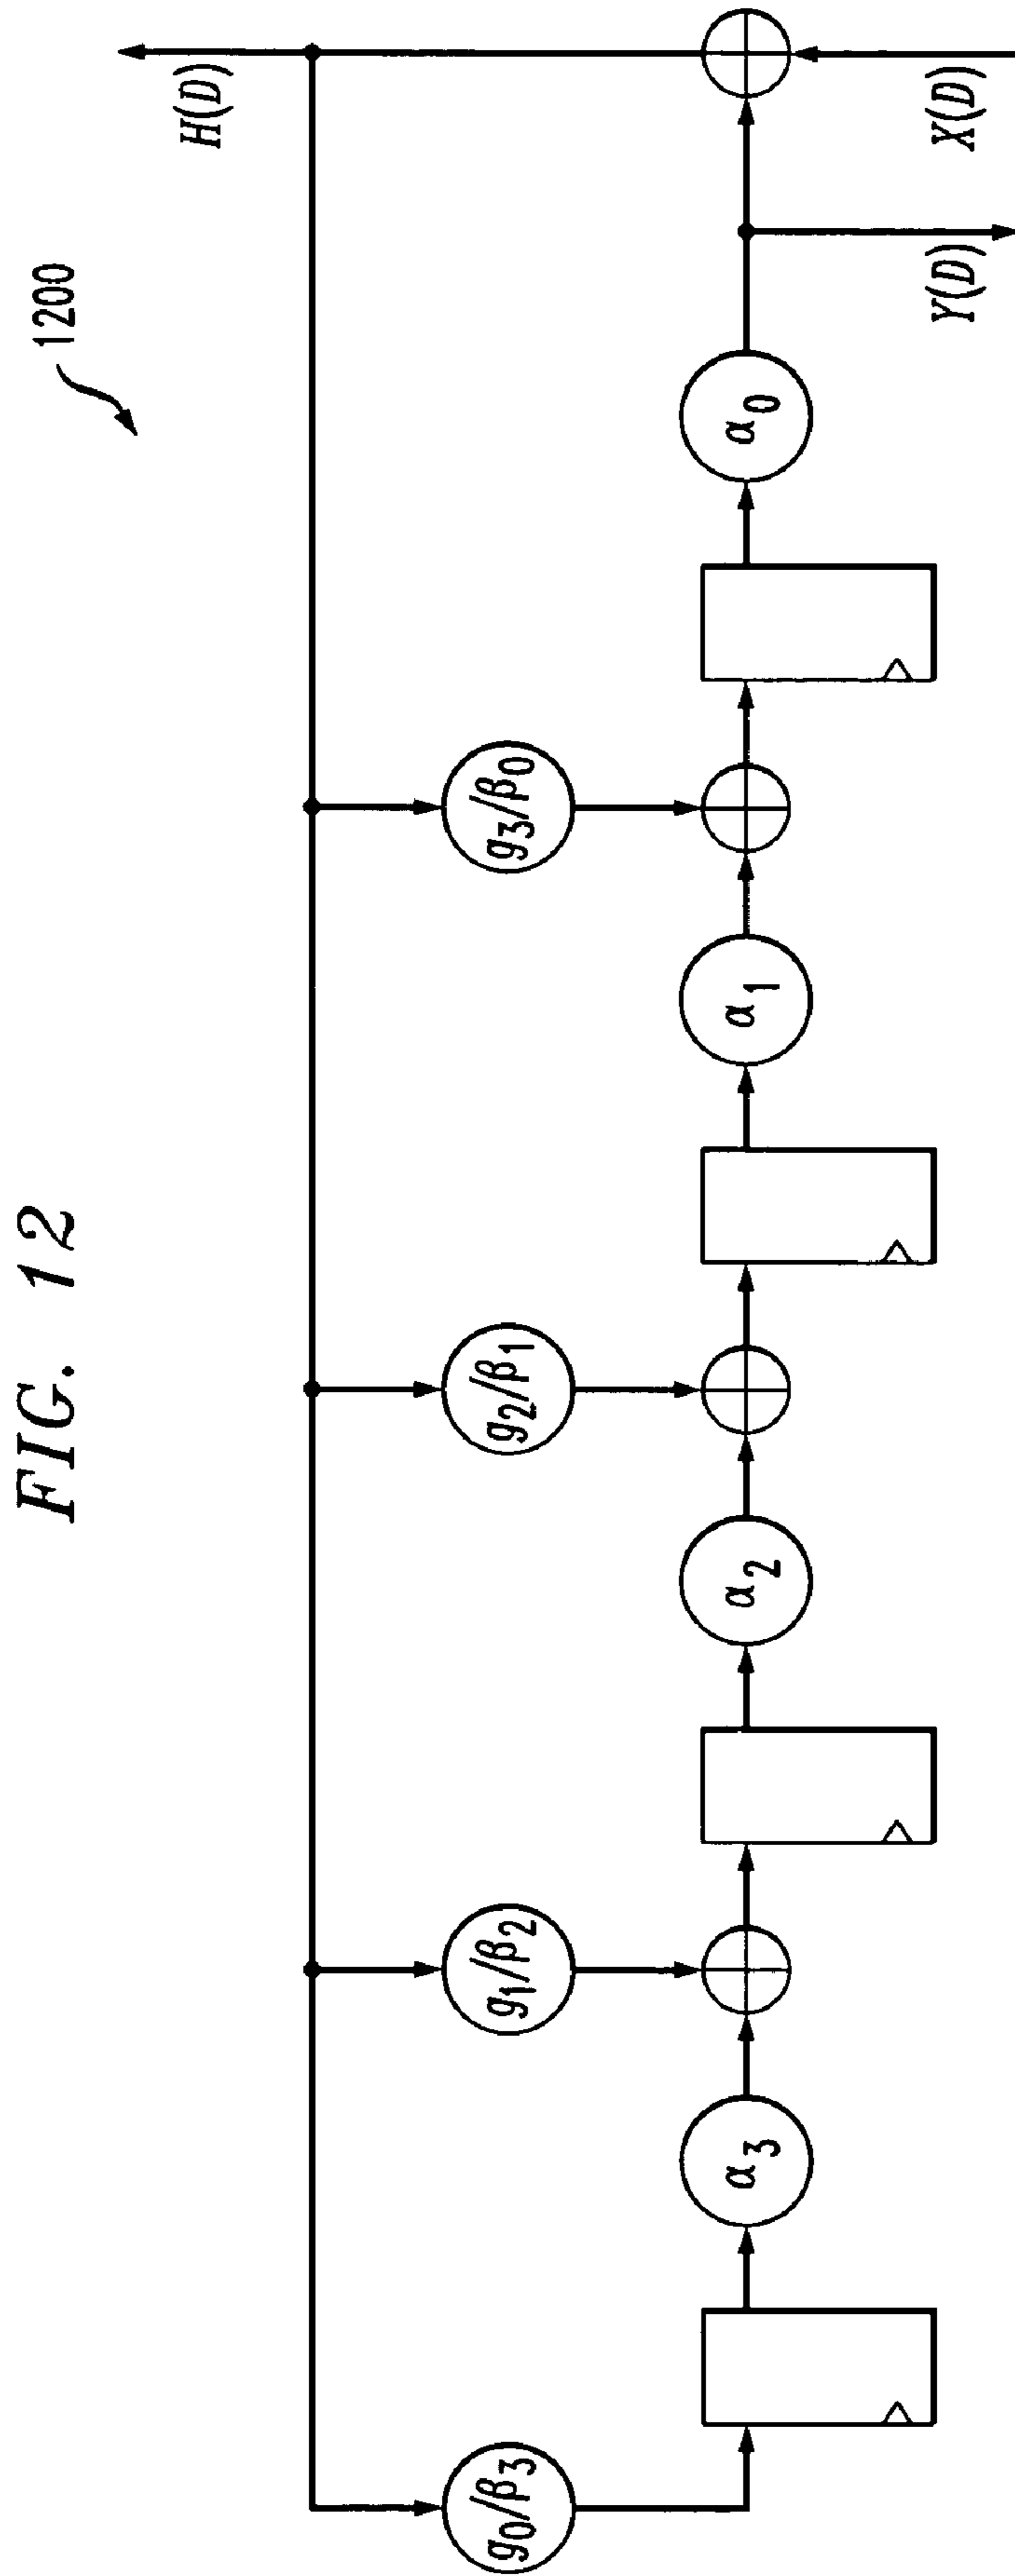 FIG. 12
1200
H(D)
g₀/β₃
g₁/β₂
g₂/β₁
g₃/β₀
α₃
α₂
α₁
α₀
Y(D)
X(D)